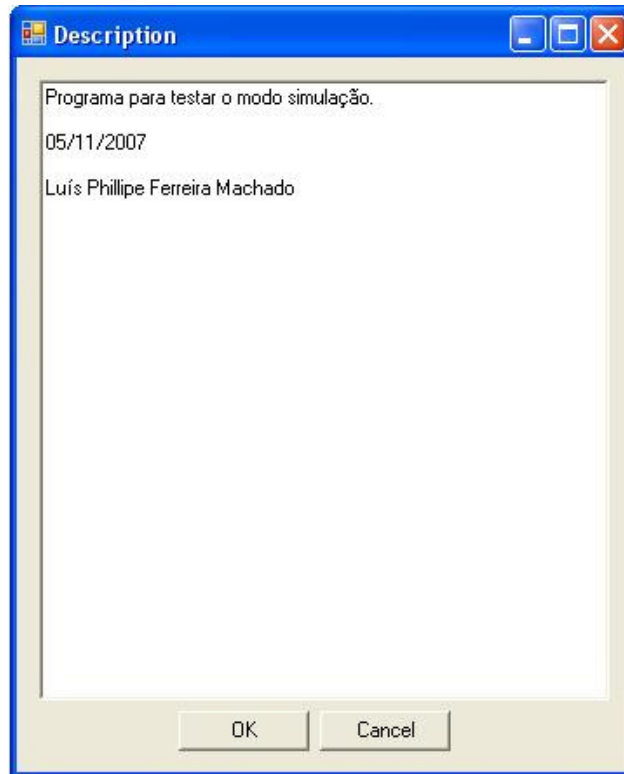 Description
Programa para testar o modo simulação.
05/11/2007
Luís Phillipe Ferreira Machado
OK Cancel